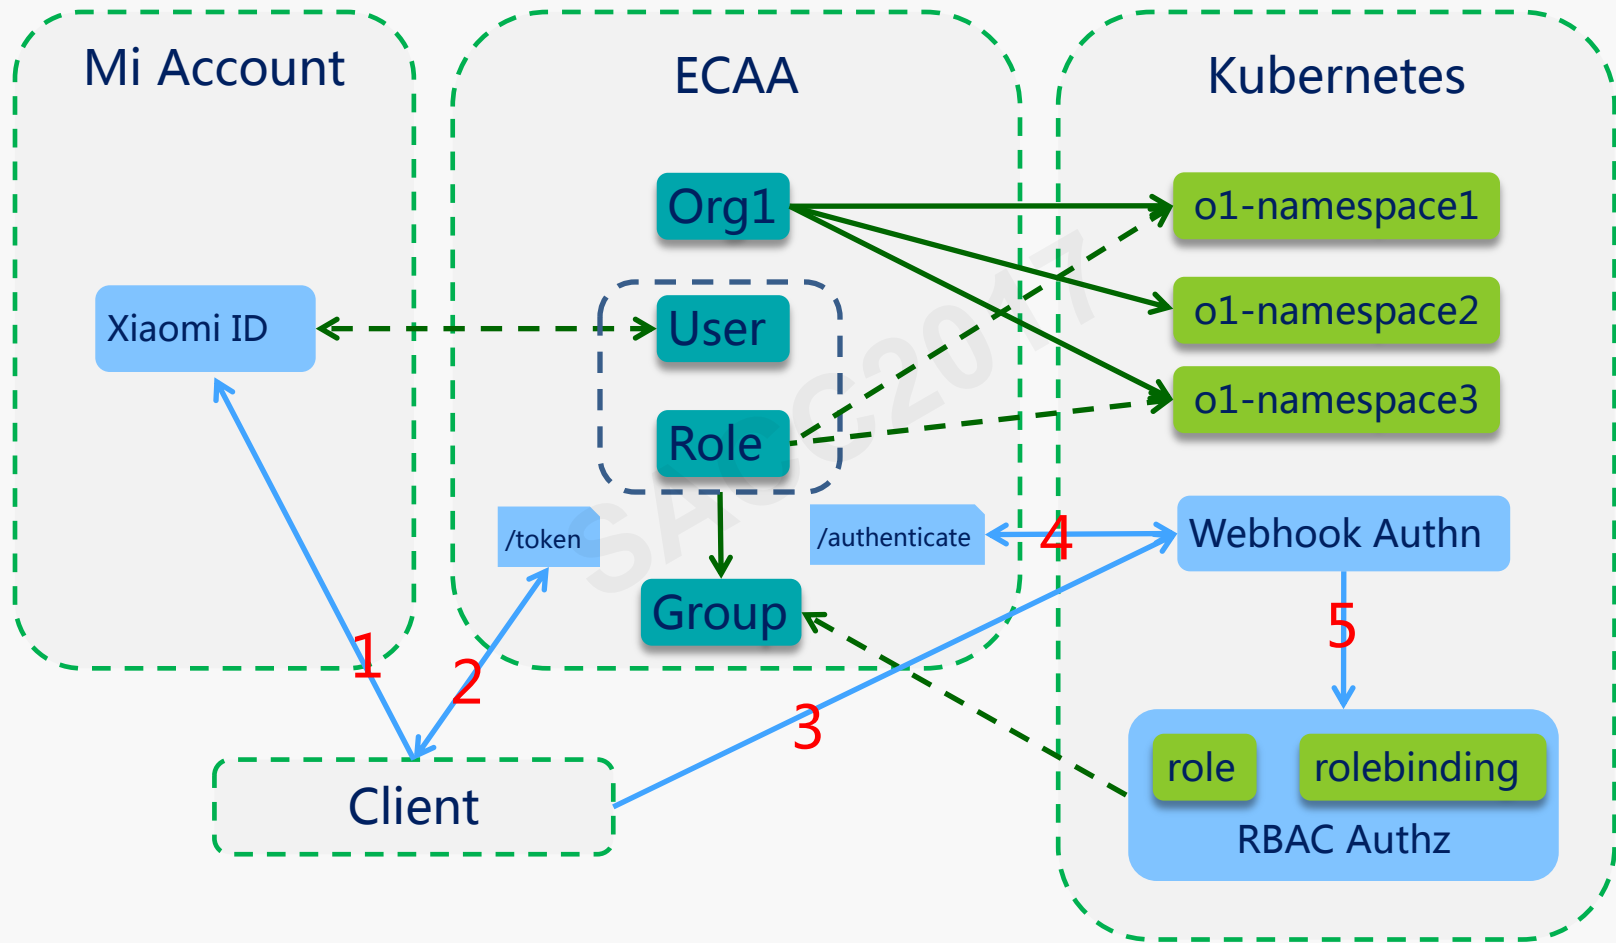 Mi Account
ECAA
Kubernetes
Org1
o1-namespace1
User
Xiaomi ID
o1-namespace2
o1-namespace3
Role
SACC2017
/token
/authenticate
4
Webhook Authn
Group
5
1
2
3
Client
role
rolebinding
RBAC Authz